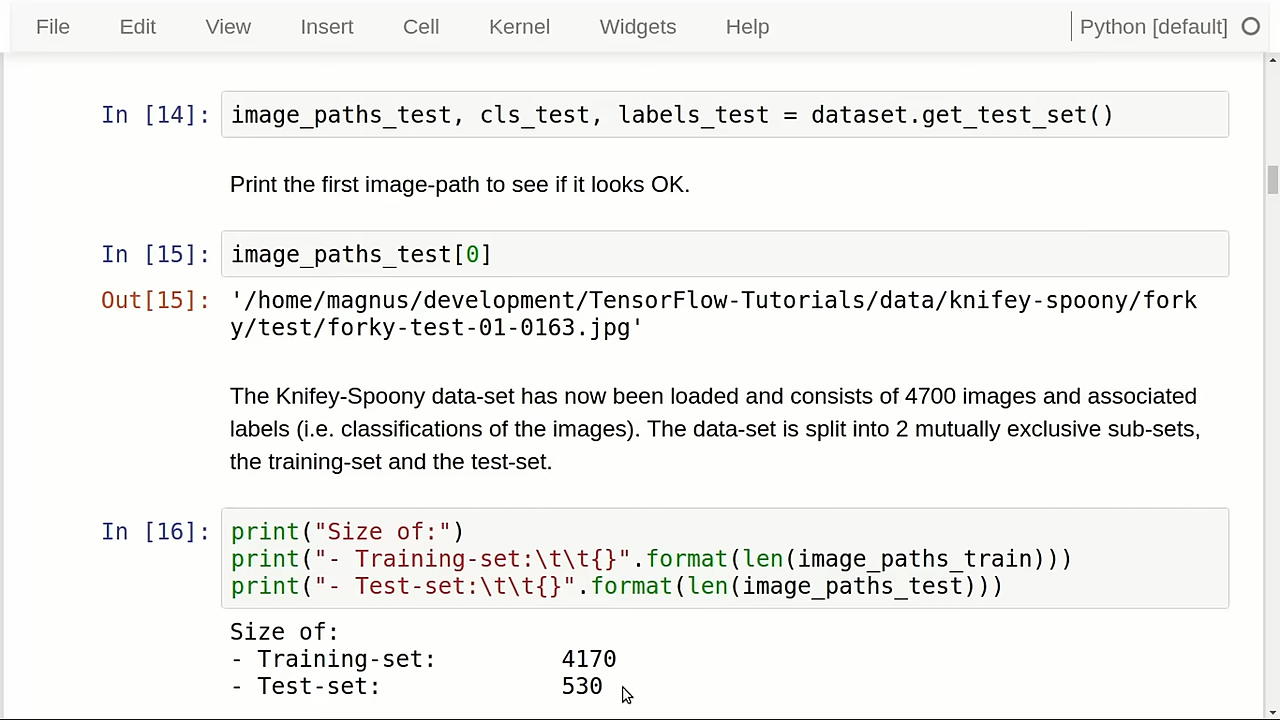 File Edit View Insert Cell Kernel Widgets Help Python [default]
In [14]: image_paths_test, cls_test, labels_test = dataset.get_test_set()
Print the first image-path to see if it looks OK.
In [15]: image_paths_test[0]
Out[15]: '/home/magnus/development/TensorFlow-Tutorials/data/knifey-spoony/fork
y/test/forky-test-01-0163.jpg'
The Knifey-Spoony data-set has now been loaded and consists of 4700 images and associated
labels (i.e. classifications of the images). The data-set is split into 2 mutually exclusive sub-sets,
the training-set and the test-set.
In [16]: print("Size of:")
print("- Training-set:\t\t{}".format(len(image_paths_train)))
print("- Test-set:\t\t{}".format(len(image_paths_test)))
Size of:
- Training-set: 4170
- Test-set: 530